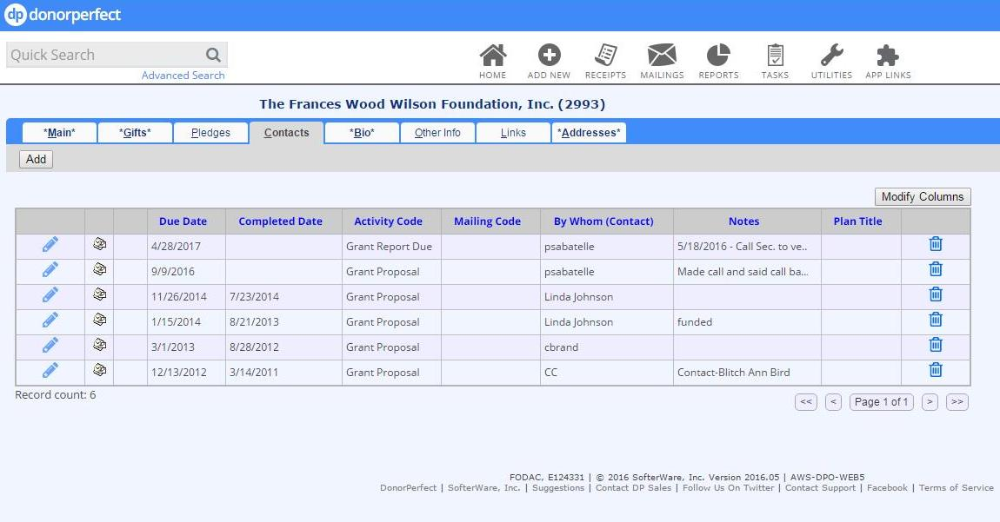 dp donorperfect
Quick Search
Advanced Search
HOME ADD NEW RECEIPTS MAILINGS REPORTS TASKS UTILITIES APP LINKS
The Frances Wood Wilson Foundation, Inc. (2993)
*Main* *Gifts* Pledges Contacts *Bio* Other Info Links *Addresses*
Add
Modify Columns
Due Date Completed Date Activity Code Mailing Code By Whom (Contact) Notes Plan Title
4/28/2017 Grant Report Due psabatelle 5/18/2016 - Call Sec. to ve..
9/9/2016 Grant Proposal psabatelle Made call and said call ba...
11/26/2014 7/23/2014 Grant Proposal Linda Johnson
1/15/2014 8/21/2013 Grant Proposal Linda Johnson funded
3/1/2013 8/28/2012 Grant Proposal cbrand
12/13/2012 3/14/2011 Grant Proposal CC Contact-Blitch Ann Bird
Record count: 6
<< < Page 1 of 1 > >>
FODAC, E124331 | © 2016 SofterWare, Inc. Version 2016.05 | AWS-DPO-WEB5
DonorPerfect | SofterWare, Inc. | Suggestions | Contact DP Sales | Follow Us On Twitter | Contact Support | Facebook | Terms of Service